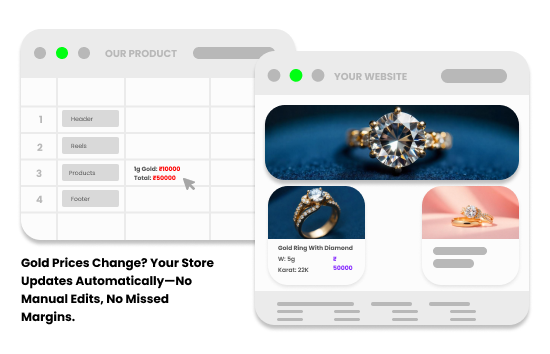 OUR PRODUCT
1
Header
2
Reels
3
Products
1g Gold: ₹10000
Total: ₹50000
4
Footer
YOUR WEBSITE
Gold Ring With Diamond
W: 5g
Karat: 22K
₹
50000
Gold Prices Change? Your Store
Updates Automatically—No
Manual Edits, No Missed
Margins.